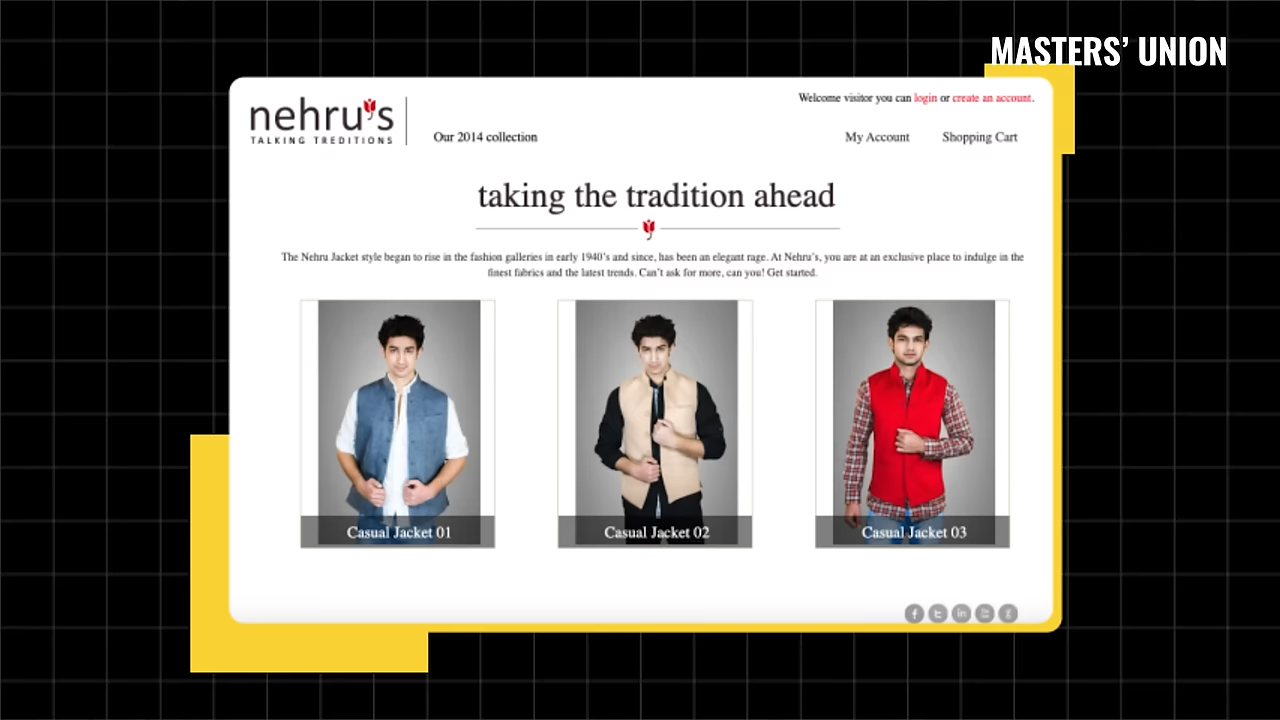 MASTERS' UNION
Welcome visitor you can login or create an account.
nehru's
TALKING TREDITIONS
Our 2014 collection
My Account
Shopping Cart
taking the tradition ahead
The Nehru Jacket style began to rise in the fashion galleries in early 1940's and since, has been an elegant rage. At Nehru's, you are at an exclusive place to indulge in the
finest fabrics and the latest trends. Can't ask for more, can you! Get started.
Casual Jacket 01
Casual Jacket 02
Casual Jacket 03